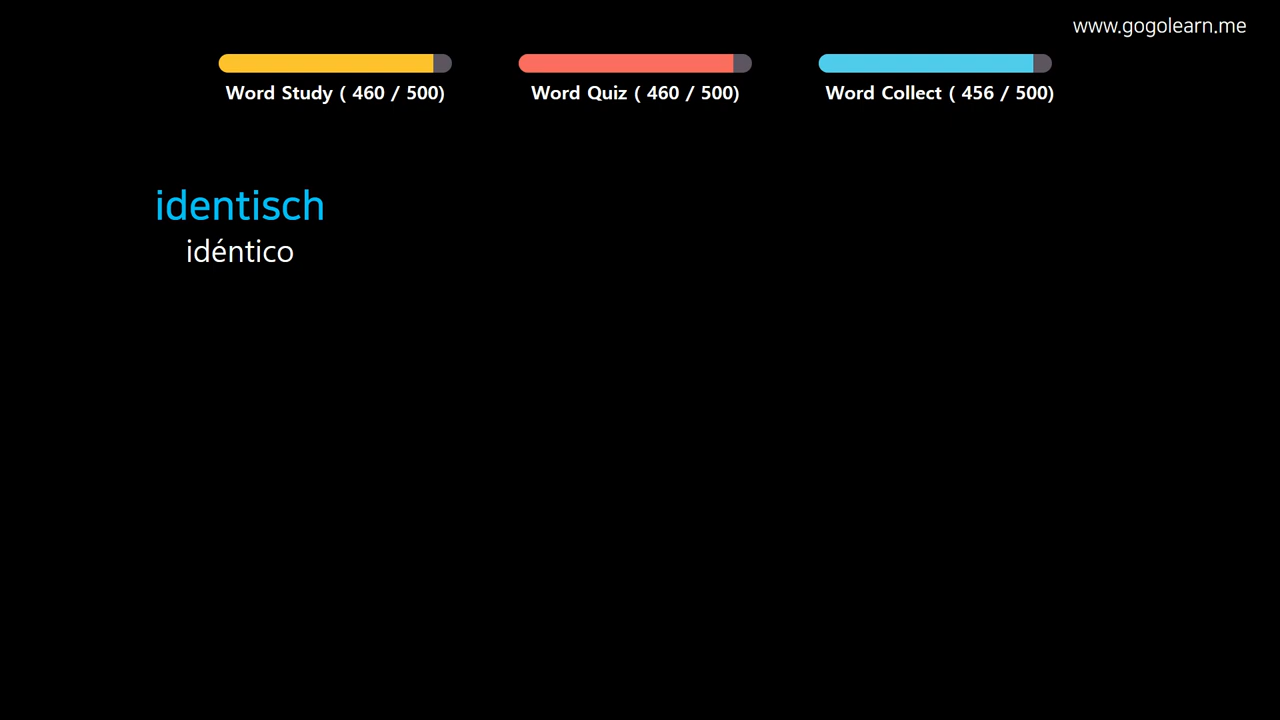 www.gogolearn.me
Word Study ( 460 / 500)
Word Quiz ( 460 / 500)
Word Collect ( 456 / 500)
identisch
idéntico